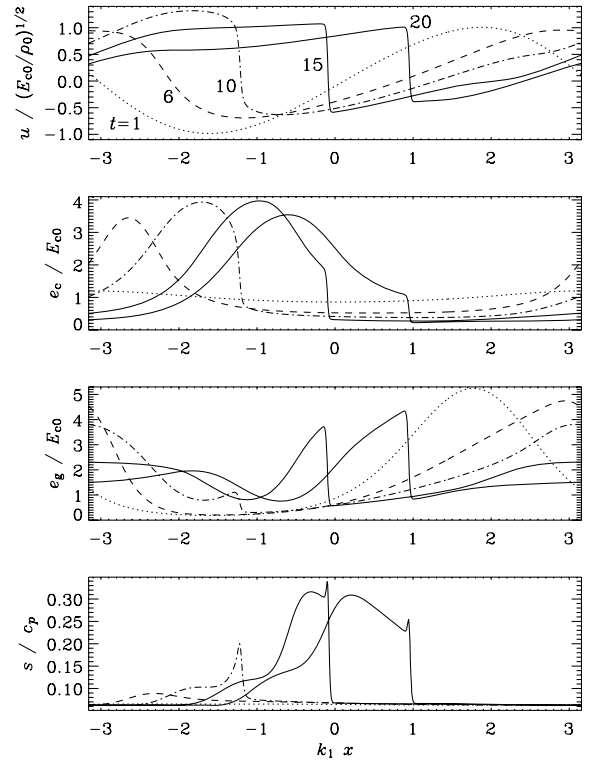 u / (E_c0/ρ_0)^1/2
1.0
0.5
0.0
−0.5
−1.0
t=1
6
10
15
20
−3 −2 −1 0 1 2 3
e_c / E_c0
4
3
2
1
0
−3 −2 −1 0 1 2 3
e_g / E_c0
5
4
3
2
1
0
−3 −2 −1 0 1 2 3
s / c_p
0.30
0.25
0.20
0.15
0.10
−3 −2 −1 0 1 2 3
k_1 x